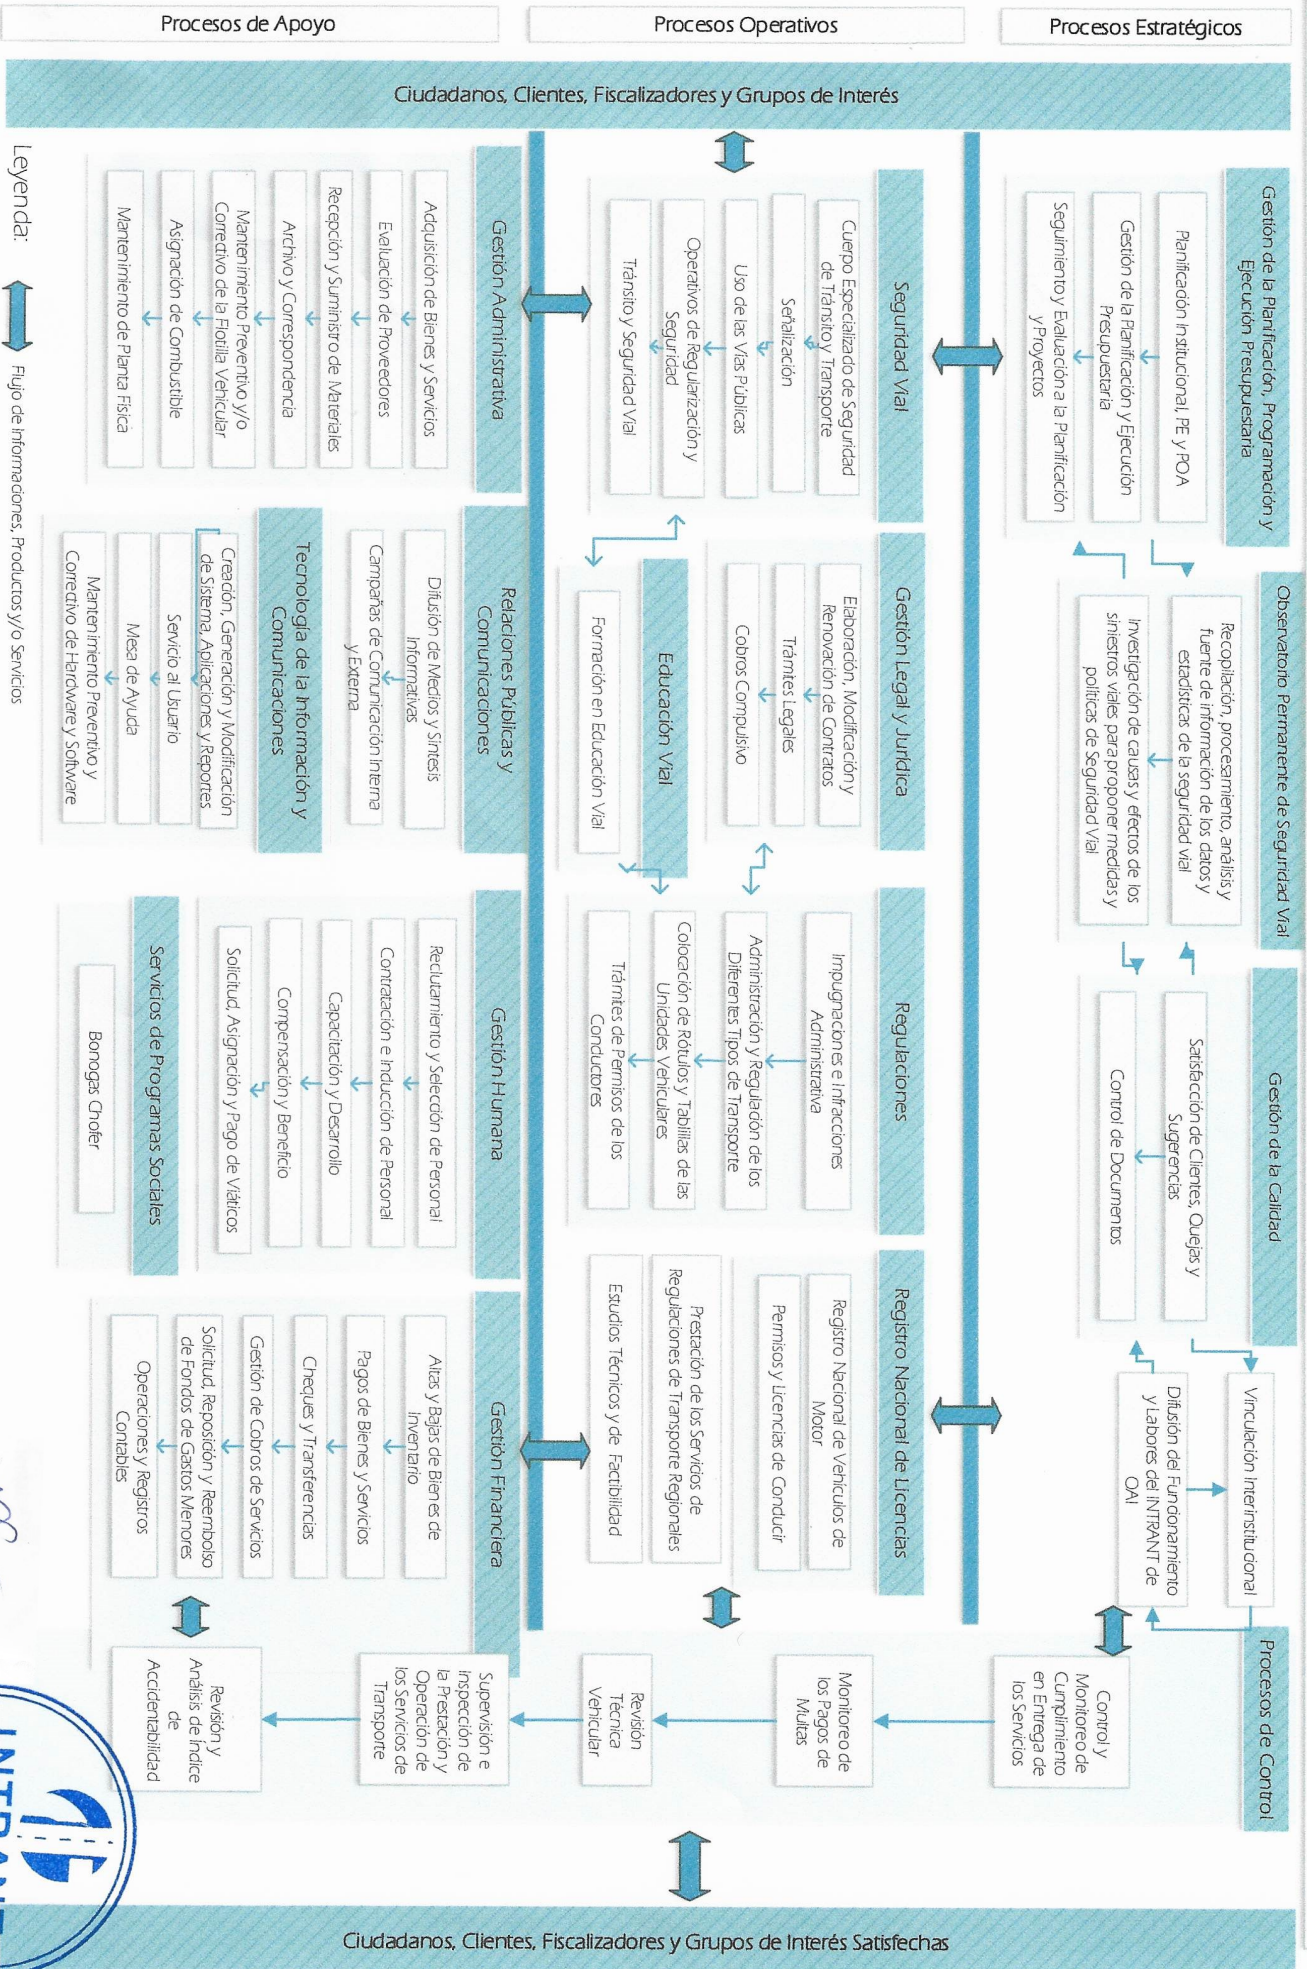 Procesos Estratégicos
Procesos Operativos
Procesos de Apoyo
Ciudadanos, Clientes, Fiscalizadores y Grupos de Interés
Gestión de la Planificación, Programación y
Ejecución Presupuestaria
Planificación Institucional, PE y POA
Gestión de la Planificación y Ejecución
Presupuestaria
Seguimiento y Evaluación a la Planificación
y Proyectos
Observatorio Permanente de Seguridad Vial
Recopilación, procesamiento, análisis y
fuente de información de los datos y
estadísticas de la seguridad vial
Investigación de causas y efectos de los
siniestros viales para proponer medidas y
políticas de Seguridad Vial
Gestión de la Calidad
Satisfacción de Clientes, Quejas y
Sugerencias
Control de Documentos
Vinculación Interinstitucional
Difusión del Funcionamiento
y Labores del INTRANT de
OAI
Procesos de Control
Control y
Monitoreo de
Cumplimiento
en Entrega de
los Servicios
Monitoreo de
los Pagos de
Multas
Revisión
Técnica
Vehicular
Supervisión e
inspección de
la Prestación y
Operación de
los Servicios de
Transporte
Revisión y
Análisis de Índice
de
Accidentabilidad
Seguridad Vial
Cuerpo Especializado de Seguridad
de Tránsito y Transporte
Señalización
Uso de las Vías Públicas
Operativos de Regularización y
Seguridad
Tránsito y Seguridad Vial
Gestión Legal y Jurídica
Elaboración, Modificación y
Renovación de Contratos
Trámites Legales
Cobros Compulsivo
Educación Vial
Formación en Educación Vial
Regulaciones
Impugnaciones e Infracciones
Administrativa
Administración y Regulación de los
Diferentes Tipos de Transporte
Colocación de Rótulos y Tablillas de las
Unidades Vehiculares
Trámites de Permisos de los
Conductores
Registro Nacional de Licencias
Registro Nacional de Vehículos de
Motor
Permisos y Licencias de Conducir
Prestación de los Servicios de
Regulaciones de Transporte Regionales
Estudios Técnicos y de Factibilidad
Gestión Administrativa
Adquisición de Bienes y Servicios
Evaluación de Proveedores
Recepción y Suministro de Materiales
Archivo y Correspondencia
Mantenimiento Preventivo y/o
Correctivo de la Flotilla Vehicular
Asignación de Combustible
Mantenimiento de Planta Física
Relaciones Públicas y
Comunicaciones
Difusión de Medios y Síntesis
Informativas
Campañas de Comunicación Interna
y Externa
Tecnología de la Información y
Comunicaciones
Creación, Generación y Modificación
de Sistema, Aplicaciones y Reportes
Servicio al Usuario
Mesa de Ayuda
Mantenimiento Preventivo y
Correctivo de Hardware y Software
Gestión Humana
Reclutamiento y Selección de Personal
Contratación e Inducción de Personal
Capacitación y Desarrollo
Compensación y Beneficio
Solicitud, Asignación y Pago de Viáticos
Servicios de Programas Sociales
Bonogas Chofer
Gestión Financiera
Altas y Bajas de Bienes de
Inventario
Pagos de Bienes y Servicios
Cheques y Transferencias
Gestión de Cobros de Servicios
Solicitud, Reposición y Reembolso
de Fondos de Gastos Menores
Operaciones y Registros
Contables
Ciudadanos, Clientes, Fiscalizadores y Grupos de Interés Satisfechas
Leyenda:
Flujo de Informaciones, Productos y/o Servicios
INTRANT